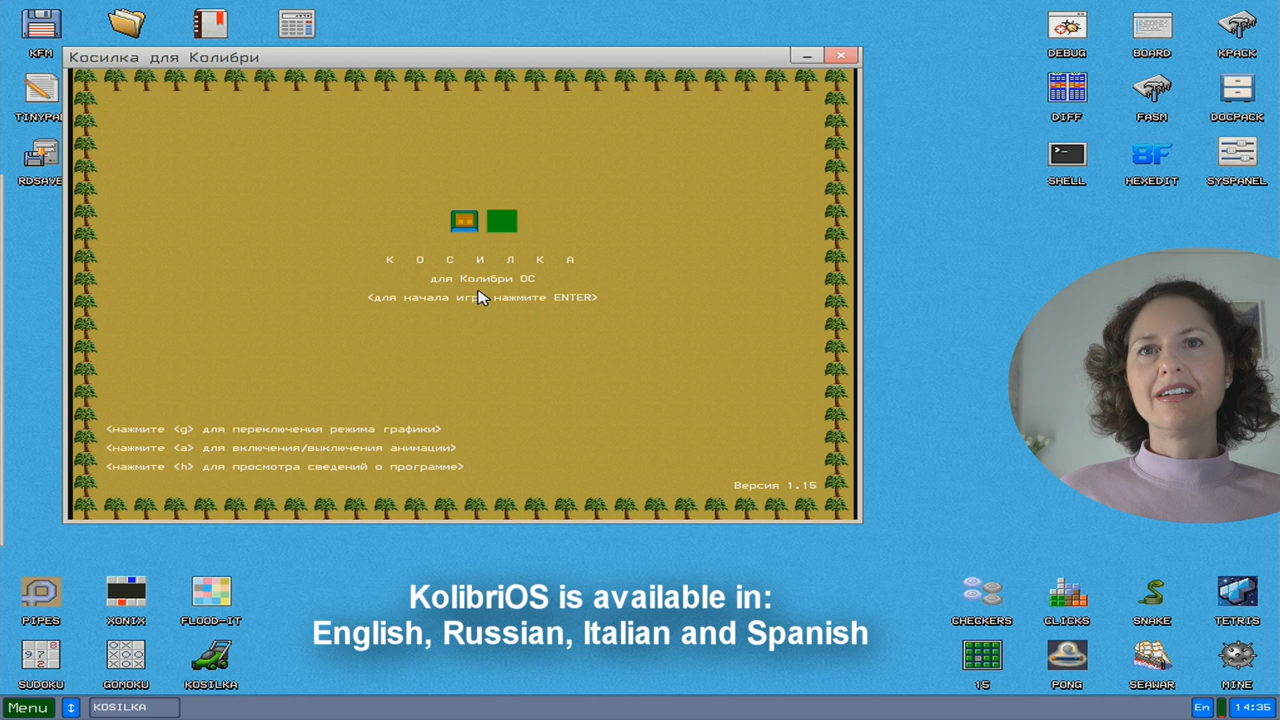 KFM
DEBUG
BOARD
KPACK
Косилка для Колибри
TINYPA
DIFF
FASM
DOCPACK
RDSAVE
SHELL
HEXEDIT
SYSPANEL
К О С И Л К А
для Колибри ОС
<для начала игр нажмите ENTER>
<нажмите <g> для переключения режима графики>
<нажмите <a> для включения/выключения анимации>
<нажмите <h> для просмотра сведений о программе>
Версия 1.15
KolibriOS is available in:
English, Russian, Italian and Spanish
PIPES
XONIX
FLOOD-IT
CHECKERS
CLICKS
SNAKE
TETRIS
SUDOKU
GOMOKU
KOSILKA
15
PONG
SEAWAR
MINE
Menu
KOSILKA
En
14:35